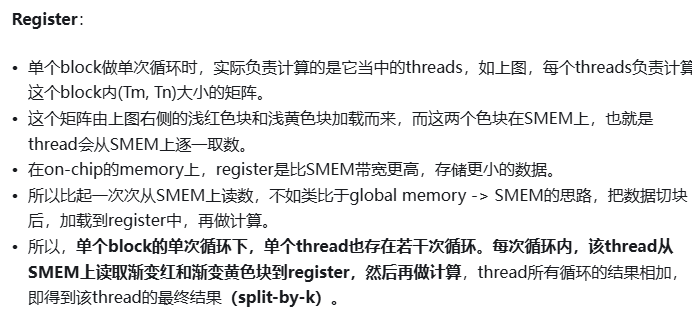 Register：
• 单个block做单次循环时，实际负责计算的是它当中的threads，如上图，每个threads负责计算
这个block内(Tm, Tn)大小的矩阵。
• 这个矩阵由上图右侧的浅红色块和浅黄色块加载而来，而这两个色块在SMEM上，也就是
thread会从SMEM上逐一取数。
• 在on-chip的memory上，register是比SMEM带宽更高，存储更小的数据。
• 所以比起一次次从SMEM上读数，不如类比于global memory -> SMEM的思路，把数据切块
后，加载到register中，再做计算。
• 所以，单个block的单次循环下，单个thread也存在若干次循环。每次循环内，该thread从
SMEM上读取渐变红和渐变黄色块到register，然后再做计算，thread所有循环的结果相加，
即得到该thread的最终结果（split-by-k）。